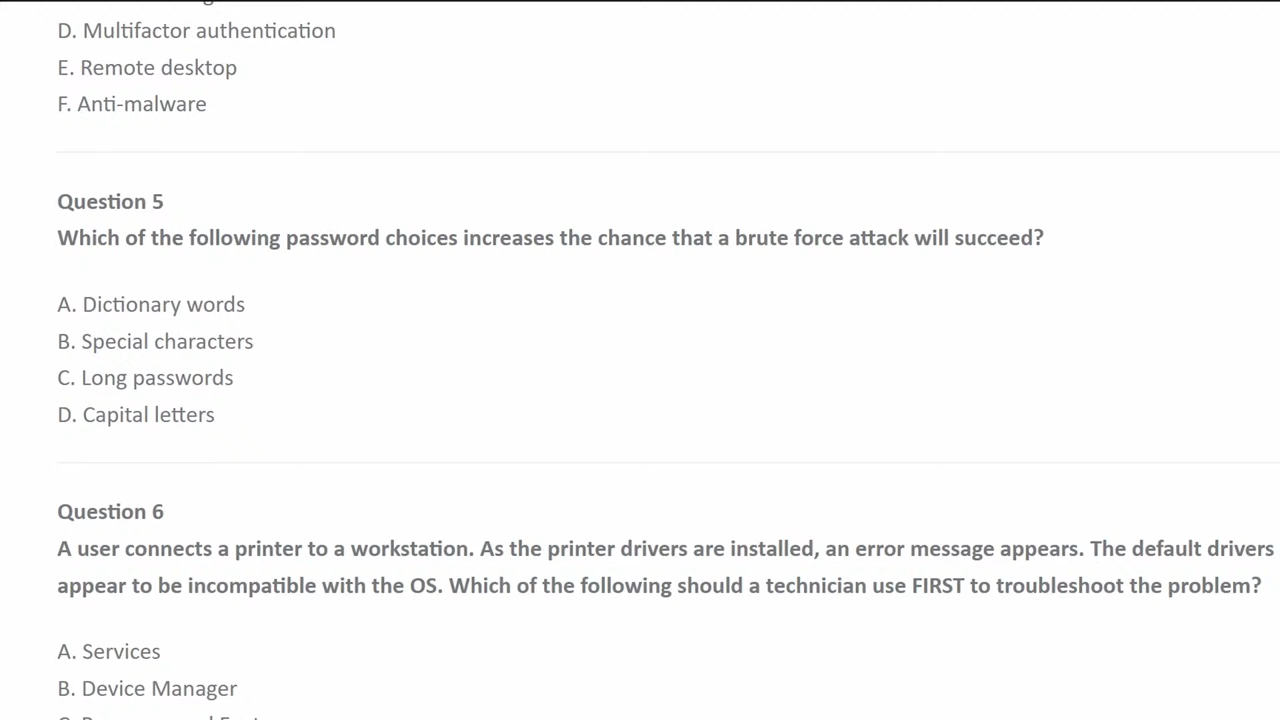 D. Multifactor authentication
E. Remote desktop
F. Anti-malware
Question 5
Which of the following password choices increases the chance that a brute force attack will succeed?
A. Dictionary words
B. Special characters
C. Long passwords
D. Capital letters
Question 6
A user connects a printer to a workstation. As the printer drivers are installed, an error message appears. The default drivers
appear to be incompatible with the OS. Which of the following should a technician use FIRST to troubleshoot the problem?
A. Services
B. Device Manager